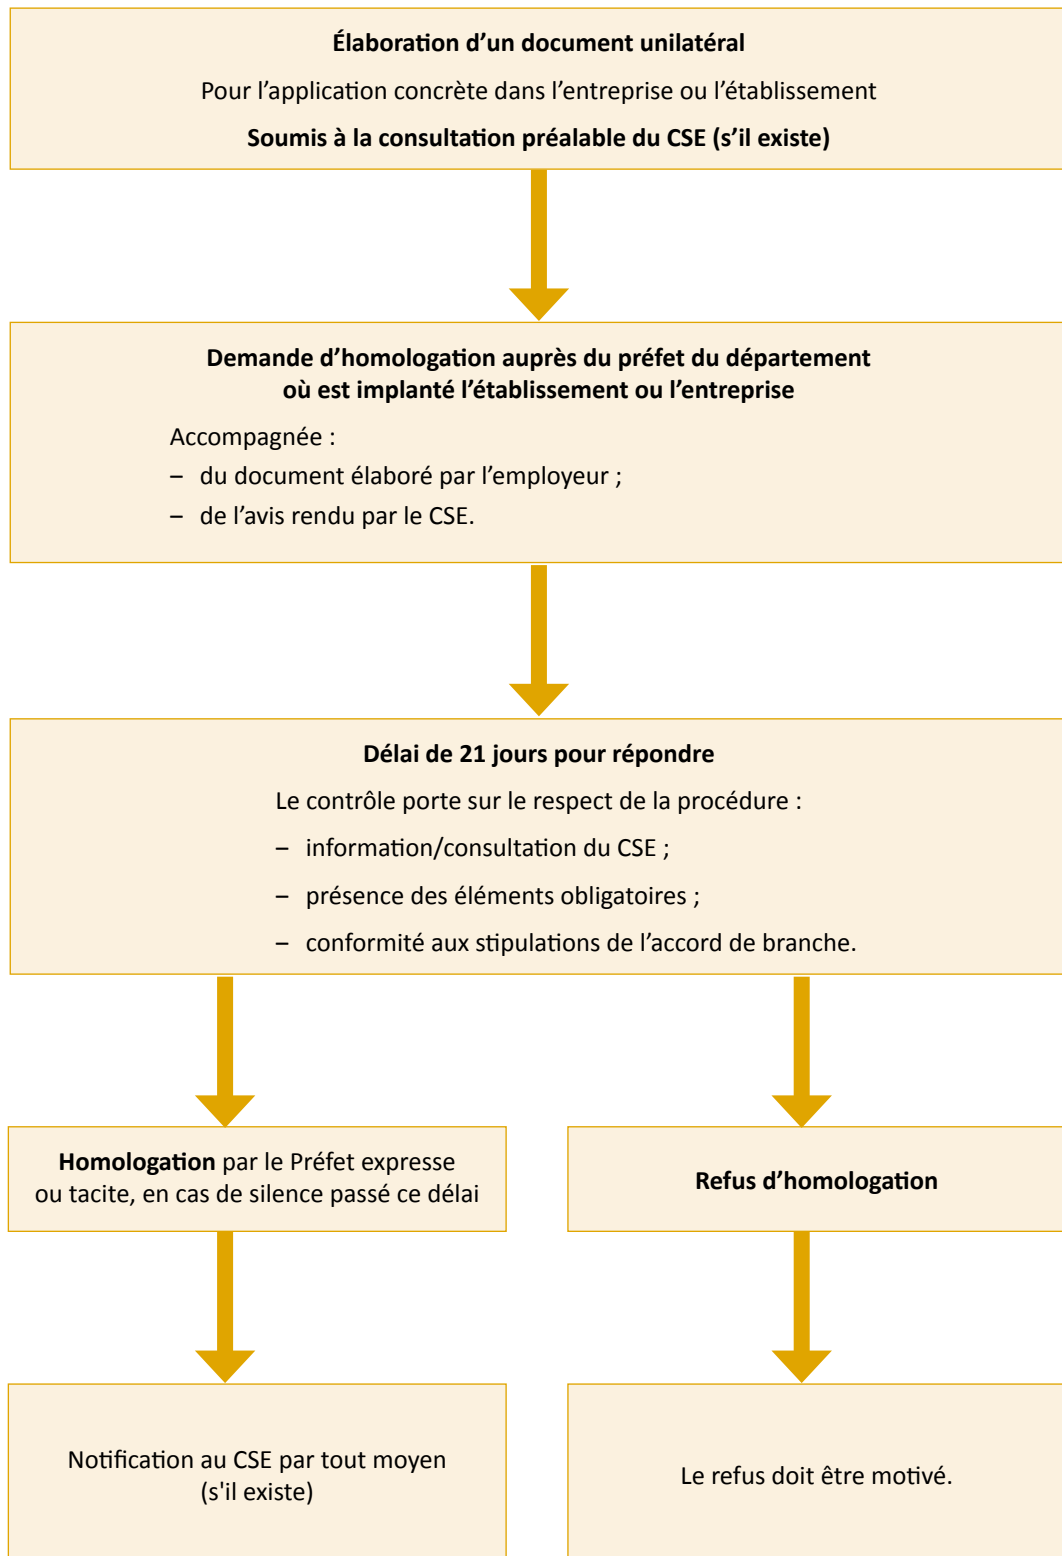 Élaboration d’un document unilatéral
Pour l’application concrète dans l’entreprise ou l’établissement
Soumis à la consultation préalable du CSE (s’il existe)
Demande d’homologation auprès du préfet du département
où est implanté l’établissement ou l’entreprise
Accompagnée :
– du document élaboré par l’employeur ;
– de l’avis rendu par le CSE.
Délai de 21 jours pour répondre
Le contrôle porte sur le respect de la procédure :
– information/consultation du CSE ;
– présence des éléments obligatoires ;
– conformité aux stipulations de l’accord de branche.
Homologation par le Préfet expresse
ou tacite, en cas de silence passé ce délai
Refus d’homologation
Notification au CSE par tout moyen
(s'il existe)
Le refus doit être motivé.